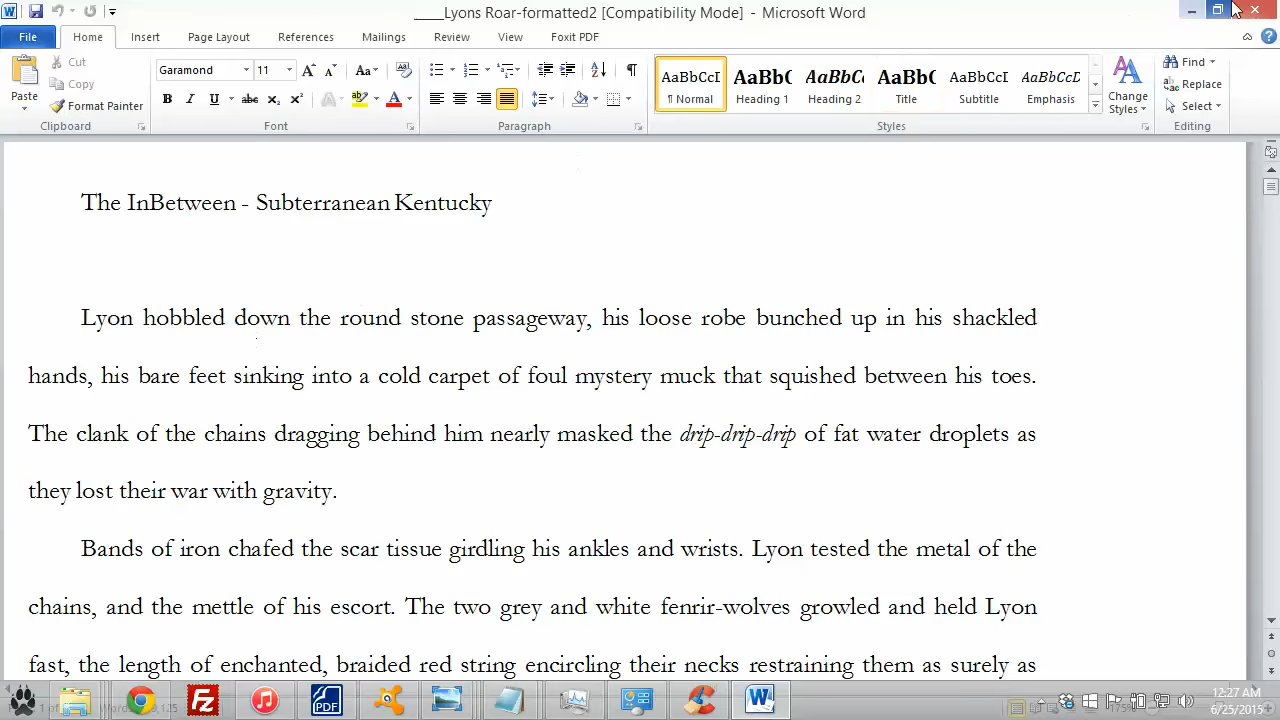 ____Lyons Roar-formatted2 [Compatibility Mode] - Microsoft Word
File Home Insert Page Layout References Mailings Review View Foxit PDF
Paste
Cut
Copy
Format Painter
Clipboard
Garamond 11
Font
Paragraph
AaBbCcI AaBbC AaBbC AaBbC AaBbCcI AaBbCcL
¶ Normal Heading 1 Heading 2 Title Subtitle Emphasis
Styles
Change
Styles
Find
Replace
Select
Editing
The InBetween - Subterranean Kentucky
Lyon hobbled down the round stone passageway, his loose robe bunched up in his shackled
hands, his bare feet sinking into a cold carpet of foul mystery muck that squished between his toes.
The clank of the chains dragging behind him nearly masked the drip-drip-drip of fat water droplets as
they lost their war with gravity.
Bands of iron chafed the scar tissue girdling his ankles and wrists. Lyon tested the metal of the
chains, and the mettle of his escort. The two grey and white fenrir-wolves growled and held Lyon
fast, the length of enchanted, braided red string encircling their necks restraining them as surely as
PDF
12:27 AM
6/25/2015